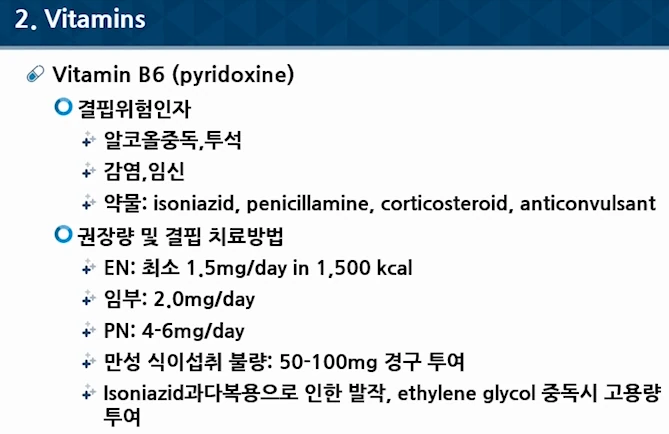 2. Vitamins
Vitamin B6 (pyridoxine)
결핍위험인자
알코올중독,투석
감염,임신
약물: isoniazid, penicillamine, corticosteroid, anticonvulsant
권장량 및 결핍 치료방법
EN: 최소 1.5mg/day in 1,500 kcal
임부: 2.0mg/day
PN: 4-6mg/day
만성 식이섭취 불량: 50-100mg 경구 투여
Isoniazid과다복용으로 인한 발작, ethylene glycol 중독시 고용량
투여